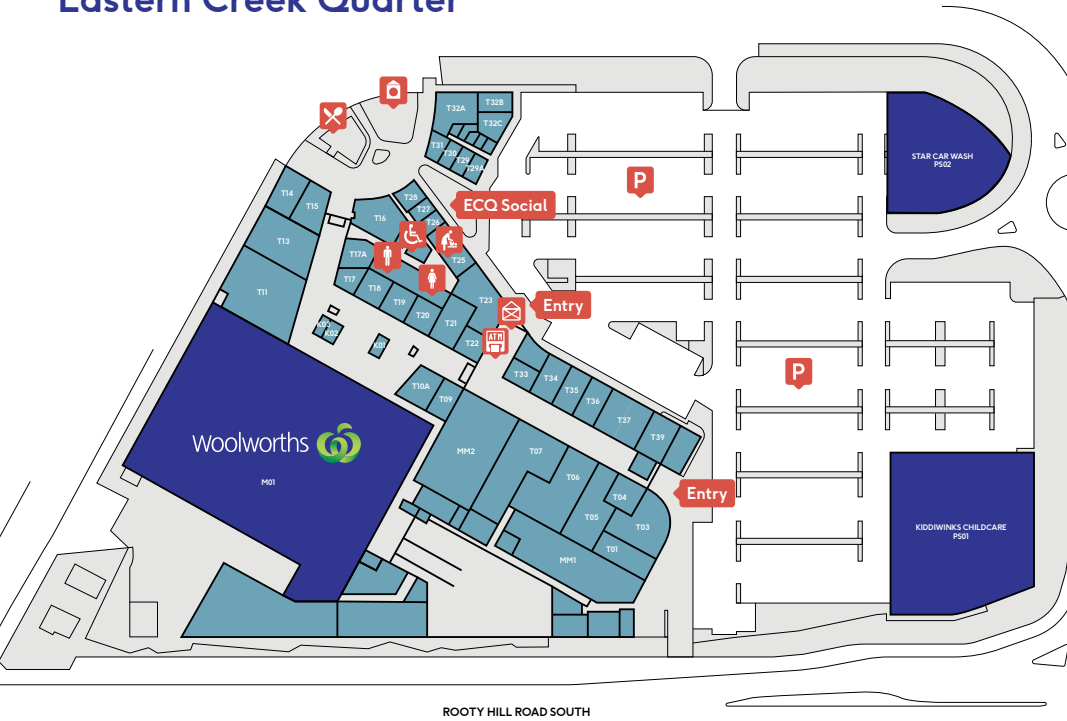 Eastern Creek Quarter
T32A
T32B
T32C
T31
T30
T29
T29A
STAR CAR WASH
PS02
P
T14
T15
T28
T27
T26
ECQ Social
T16
T13
T17A
T25
T11
T17
T18
T19
T20
T21
T22
T23
Entry
ATM
K03
K02
K01
T33
T34
T35
T36
T37
T39
P
T10A
T09
Woolworths
M01
MM2
T07
T06
T04
T05
T03
T01
MM1
Entry
KIDDIWINKS CHILDCARE
PS01
ROOTY HILL ROAD SOUTH